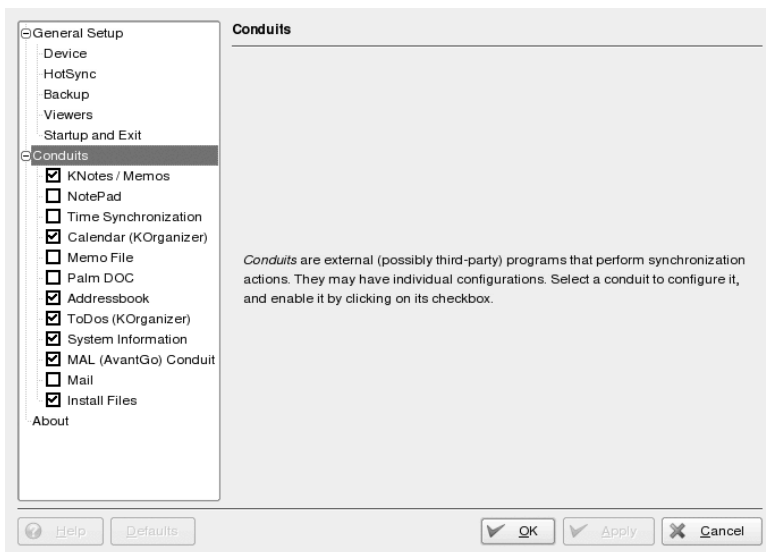 General Setup
Device
HotSync
Backup
Viewers
Startup and Exit
Conduits
KNotes / Memos
NotePad
Time Synchronization
Calendar (KOrganizer)
Memo File
Palm DOC
Addressbook
ToDos (KOrganizer)
System Information
MAL (AvantGo) Conduit
Mail
Install Files
About
Conduits
Conduits are external (possibly third-party) programs that perform synchronization
actions. They may have individual configurations. Select a conduit to configure it,
and enable it by clicking on its checkbox.
Help
Defaults
OK
Apply
Cancel